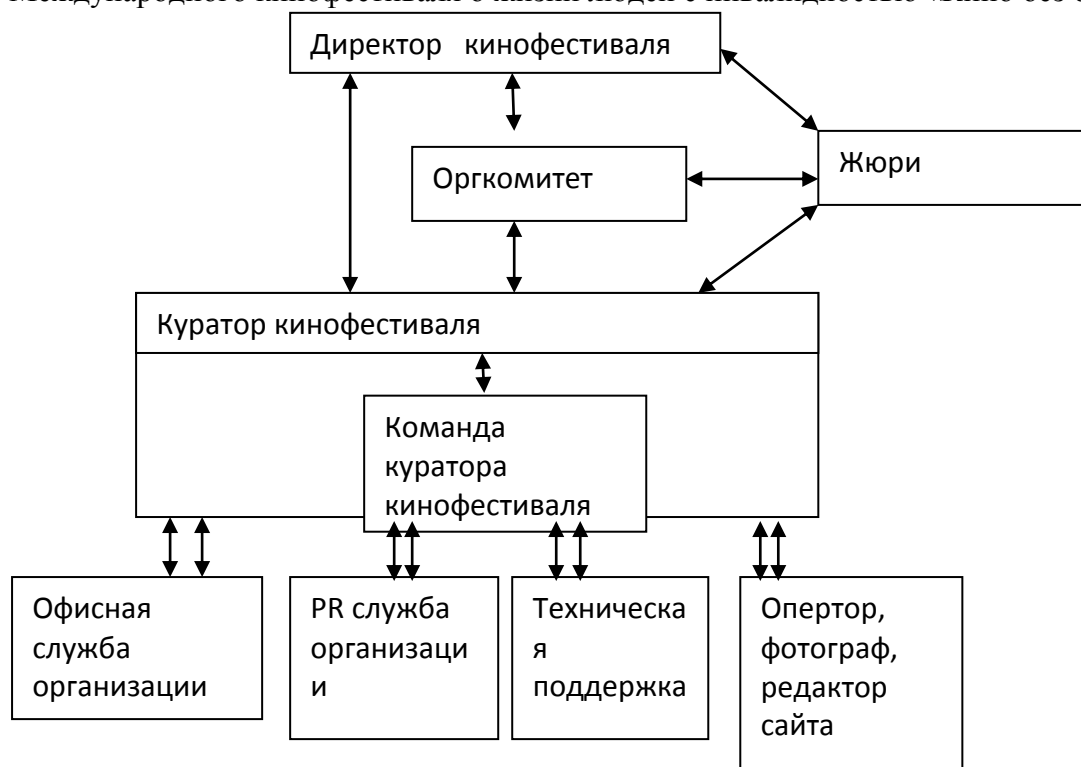 Директор кинофестиваля
Жюри
Оргкомитет
Куратор кинофестиваля
Команда
куратора
кинофестиваля
Офисная
служба
организации
PR служба
организаци
и
Техническа
я
поддержка
Опертор,
фотограф,
редактор
сайта